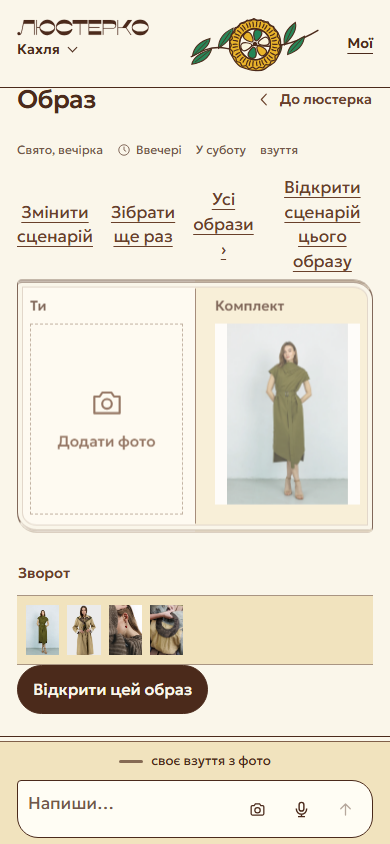 ЛЮСТЕРКО
Кахля
Мої
Образ
До люстерка
Свято, вечірка
Ввечері
У суботу
взуття
Змінити
сценарій
Зібрати
ще раз
Усі
образи
›
Відкрити
сценарій
цього
образу
Ти
Комплект
Додати фото
Зворот
Відкрити цей образ
своє взуття з фото
Напиши...